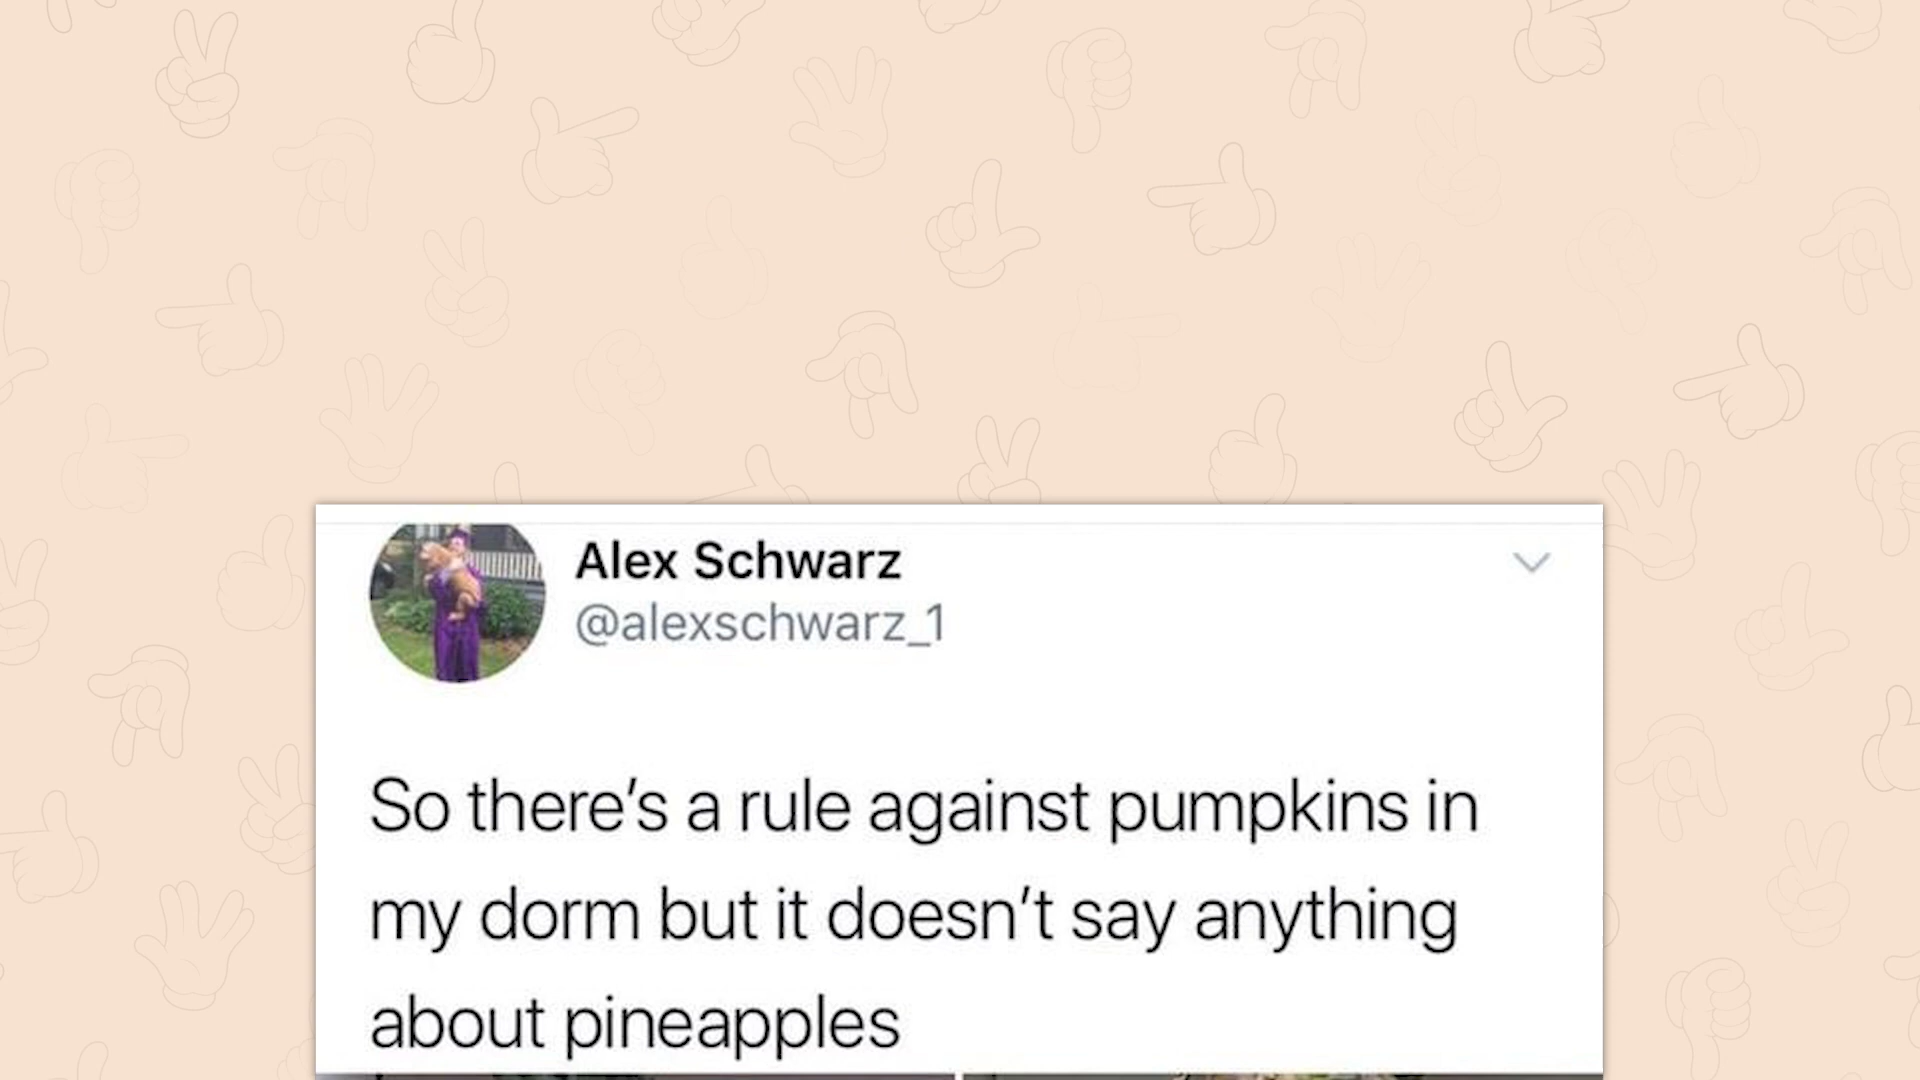 Alex Schwarz
@alexschwarz_1
So there’s a rule against pumpkins in
my dorm but it doesn’t say anything
about pineapples